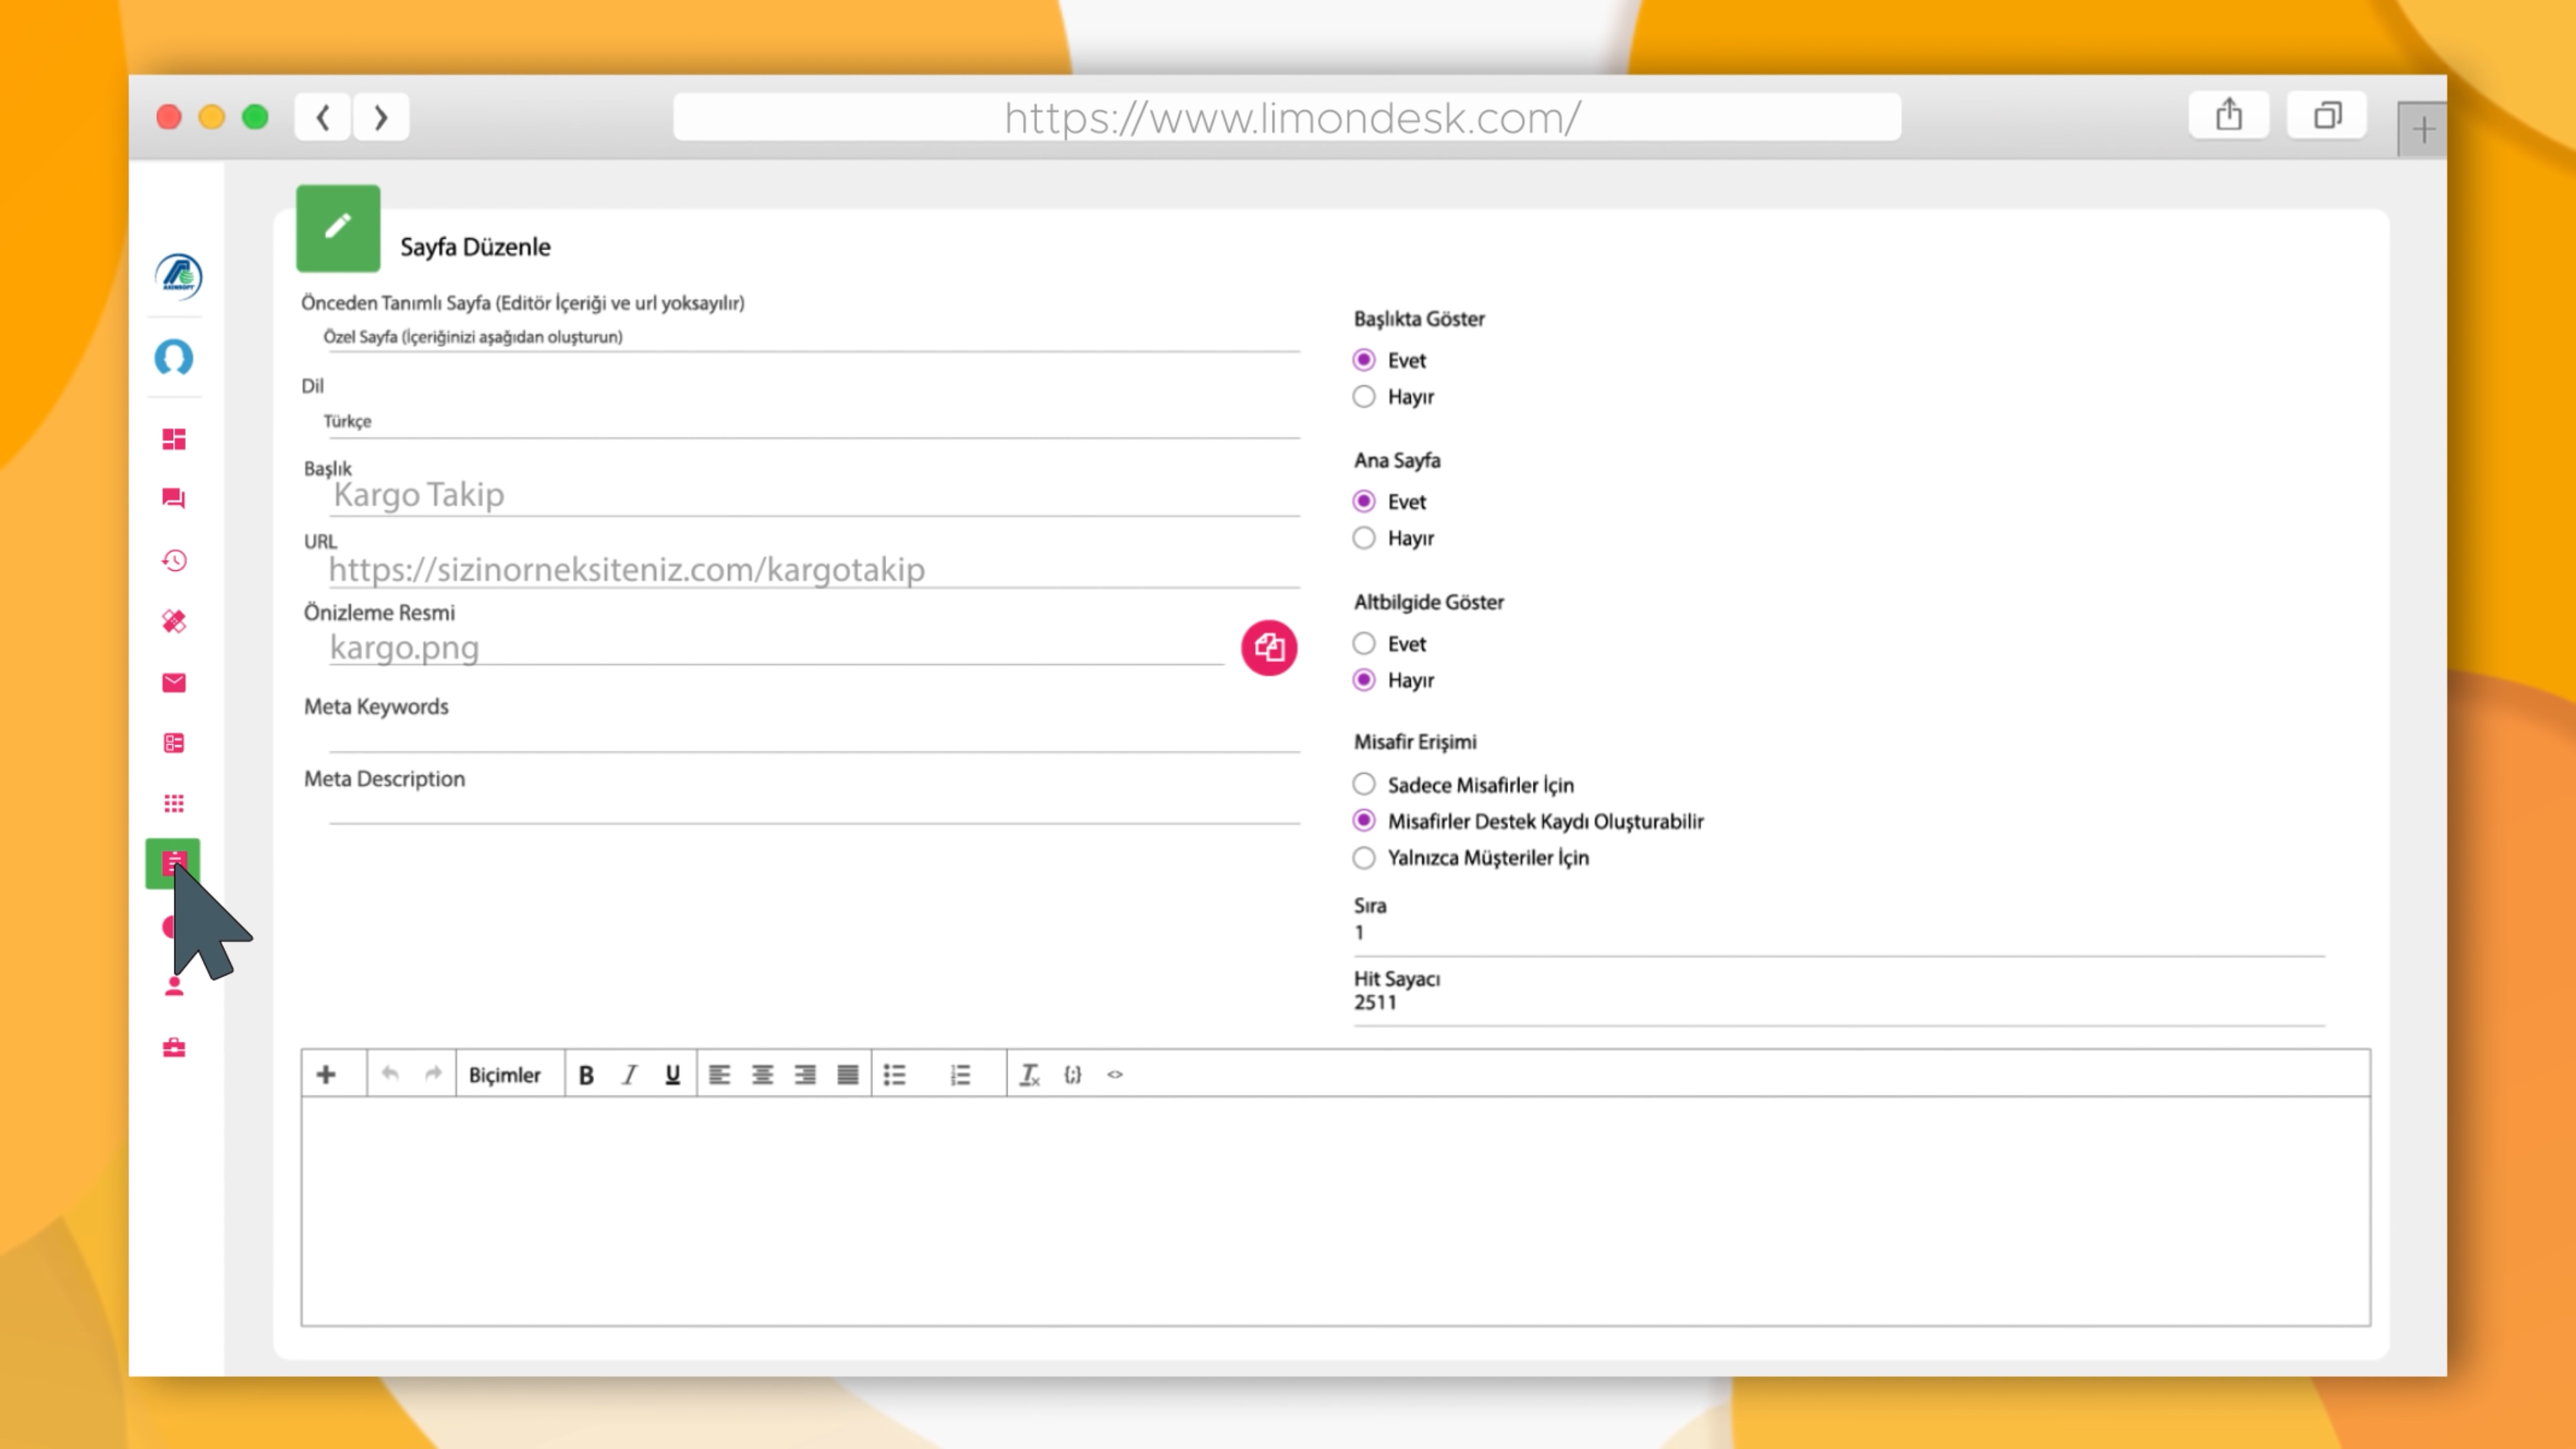 https://www.limondesk.com/
AKINSOFT
Sayfa Düzenle
Önceden Tanımlı Sayfa (Editör İçeriği ve url yoksayılır)
Özel Sayfa (İçeriğinizi aşağıdan oluşturun)
Dil
Türkçe
Başlık
Kargo Takip
URL
https://sizinorneksiteniz.com/kargotakip
Önizleme Resmi
kargo.png
Meta Keywords
Meta Description
Başlıkta Göster
Evet
Hayır
Ana Sayfa
Evet
Hayır
Altbilgide Göster
Evet
Hayır
Misafir Erişimi
Sadece Misafirler İçin
Misafirler Destek Kaydı Oluşturabilir
Yalnızca Müşteriler İçin
Sıra
1
Hit Sayacı
2511
Biçimler B I U